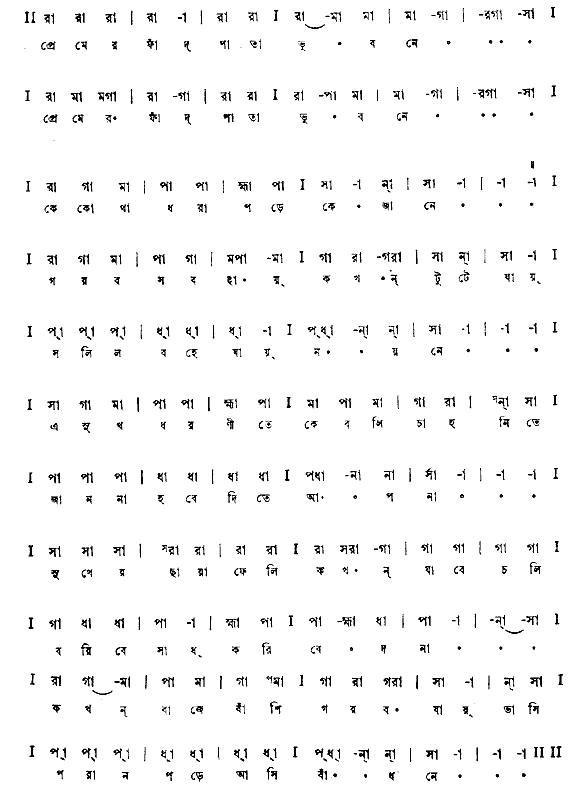 II রা রা রা | রা -া | রা রা I রা -মা মা | মা -গা | -রগা -সা I
প্রে মে র ফাঁ দ্ পা তা ভু • ব নে • •• •
I রা মা মগা | রা -গা | রা রা I রা -পা মা | মা -গা | -রগা -সা I
প্রে মে র• ফাঁ দ্ পা তা ভু • ব নে • •• •
I রা গা মা | পা পা | হ্মা পা I সা -া ন্া | সা -া | -া -া I
কে কো থা ধ রা প ড়ে কে • জা নে • • •
I রা গা মা | পা গা | মপা -মা I গা রা -গরা | সা ন্া | সা -া I
গ র ব স ব হা• য়্ ক খ •ন্ টু টে যা য়্
I প্া প্া প্া | ধ্া ধ্া | ধ্া -া I প্ধ্া -ন্া ন্া | সা -া | -া -া I
স লি ল ব হে যা য়্ ন• • য় নে • • •
I সা গা মা | পা পা | হ্মা পা I মা পা মা | গা রা | সন্া সা I
এ সু খ ধ র ণী তে কে ব লি চা হ নি তে
I পা পা পা | ধা ধা | ধা ধা I পধা -না না | র্সা -া | -া -া I
জা ন না হ বে দি তে আ• • প না • • •
I সা সা সা | সরা রা | রা রা I রা সরা -গা | গা গা | গা গা I
সু খে র ছা য়া ফে লি ক খ• ন্ যা বে চ লি
I গা ধা ধা | পা -া | হ্মা পা I পা -হ্মা ধা | পা -া | -না -সা I
ব রি বে সা ধ্ ক রি বে • দ না • • •
I রা গা -মা | পা মা | গা পমা I গা রা গরা | সা -া | ন্া সা I
ক খ ন্ বা জে বাঁ শি গ র ব• যা য়্ ভা সি
I প্া প্া প্া | ধ্া ধ্া | ধ্া ধ্া I প্ধ্া -ন্া ন্া | সা -া | -া -া II II
প রা ন প ড়ে আ সি বাঁ• • ধ নে • • •